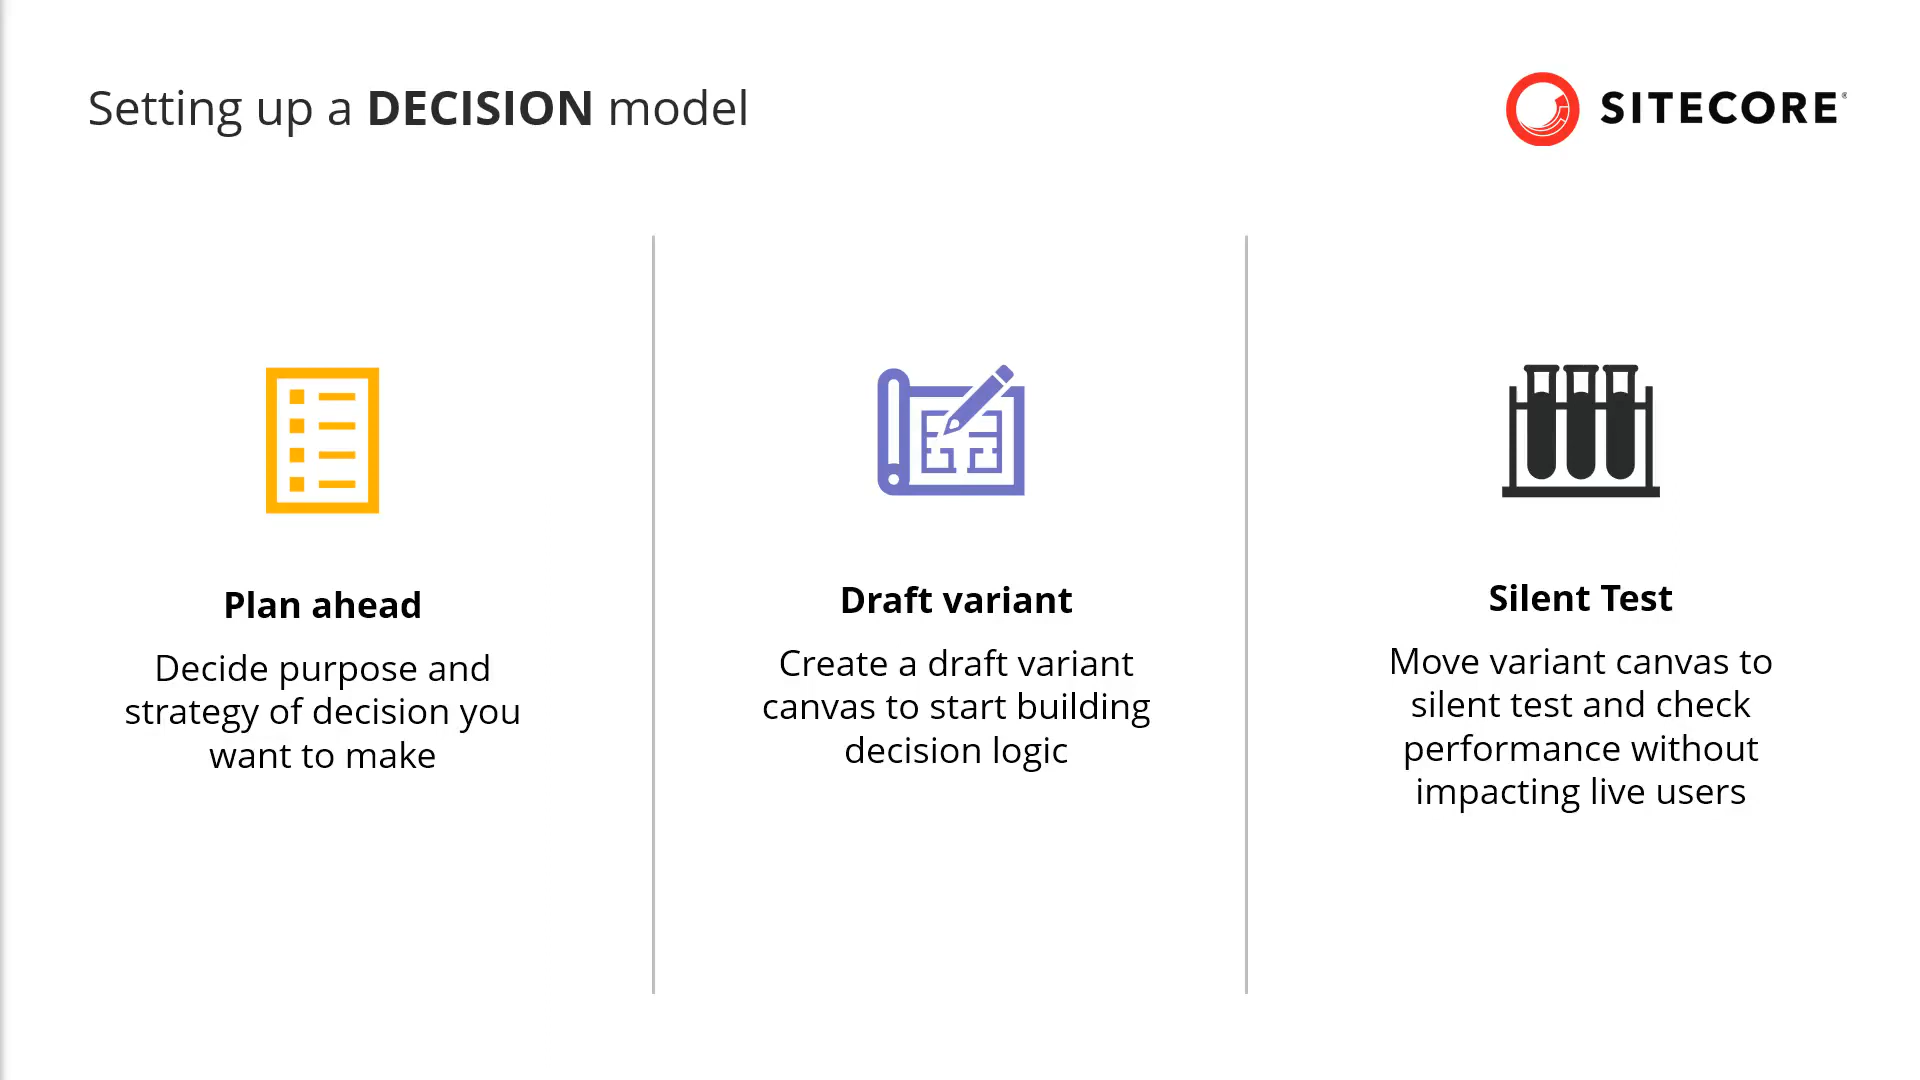 Setting up a DECISION model
SITECORE®
Plan ahead
Decide purpose and
strategy of decision you
want to make
Draft variant
Create a draft variant
canvas to start building
decision logic
Silent Test
Move variant canvas to
silent test and check
performance without
impacting live users